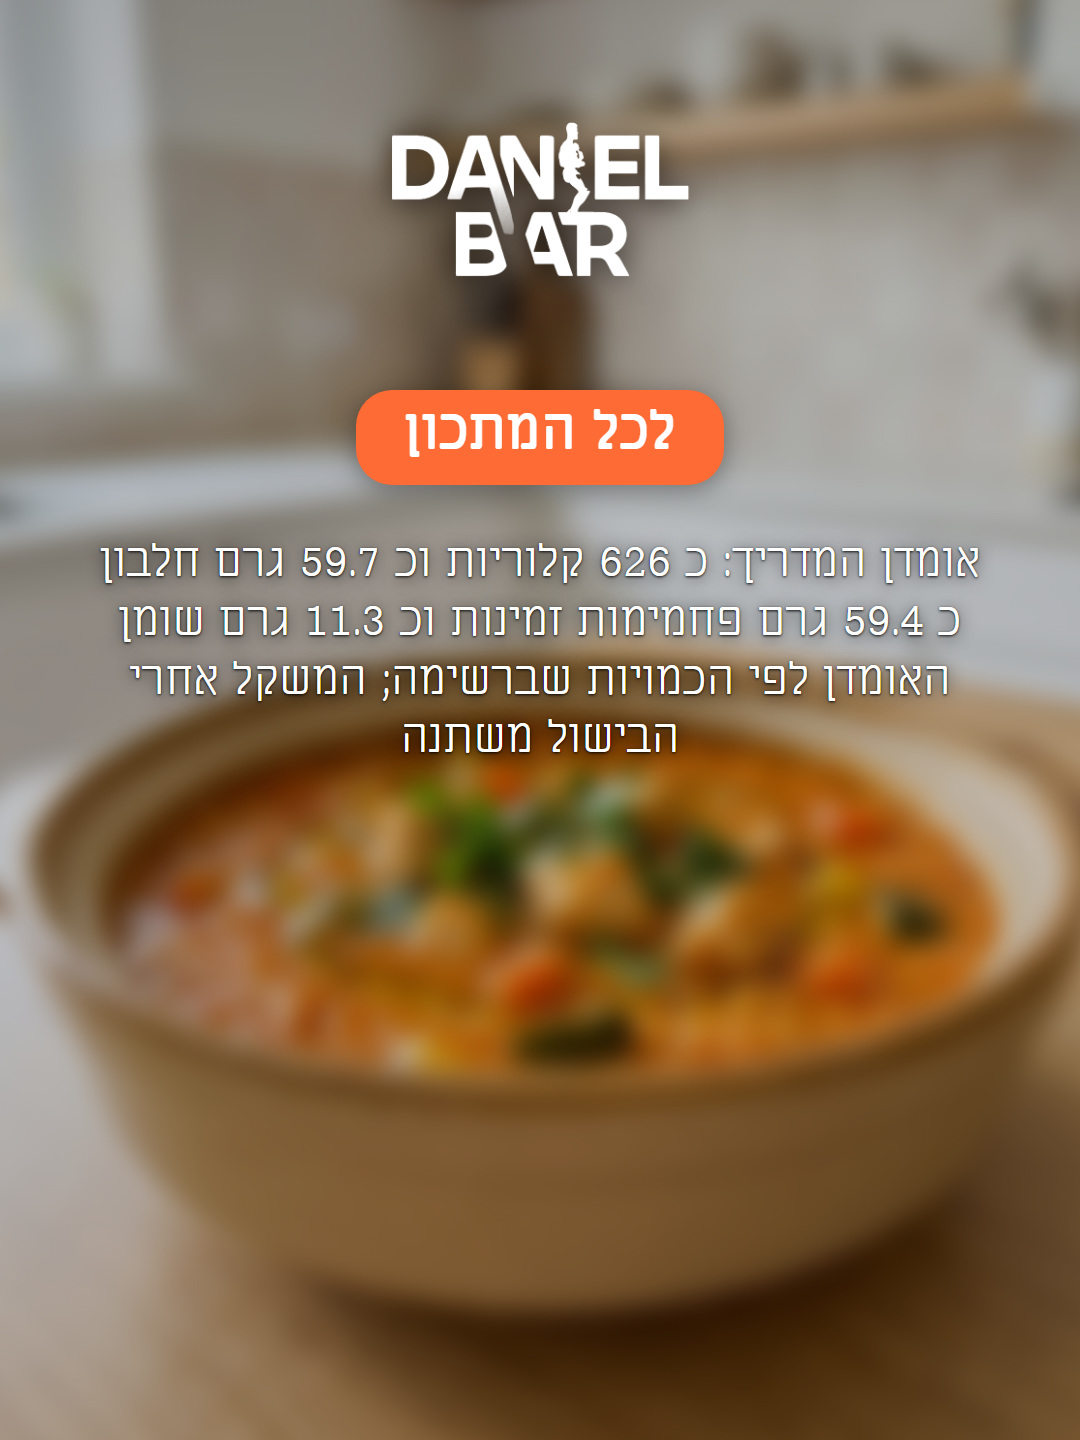 DANIEL
BAR
לכל המתכון
אומדן המדריך: כ 626 קלוריות וכ 59.7 גרם חלבון
כ 59.4 גרם פחמימות זמינות וכ 11.3 גרם שומן
האומדן לפי הכמויות שברשימה; המשקל אחרי
הבישול משתנה